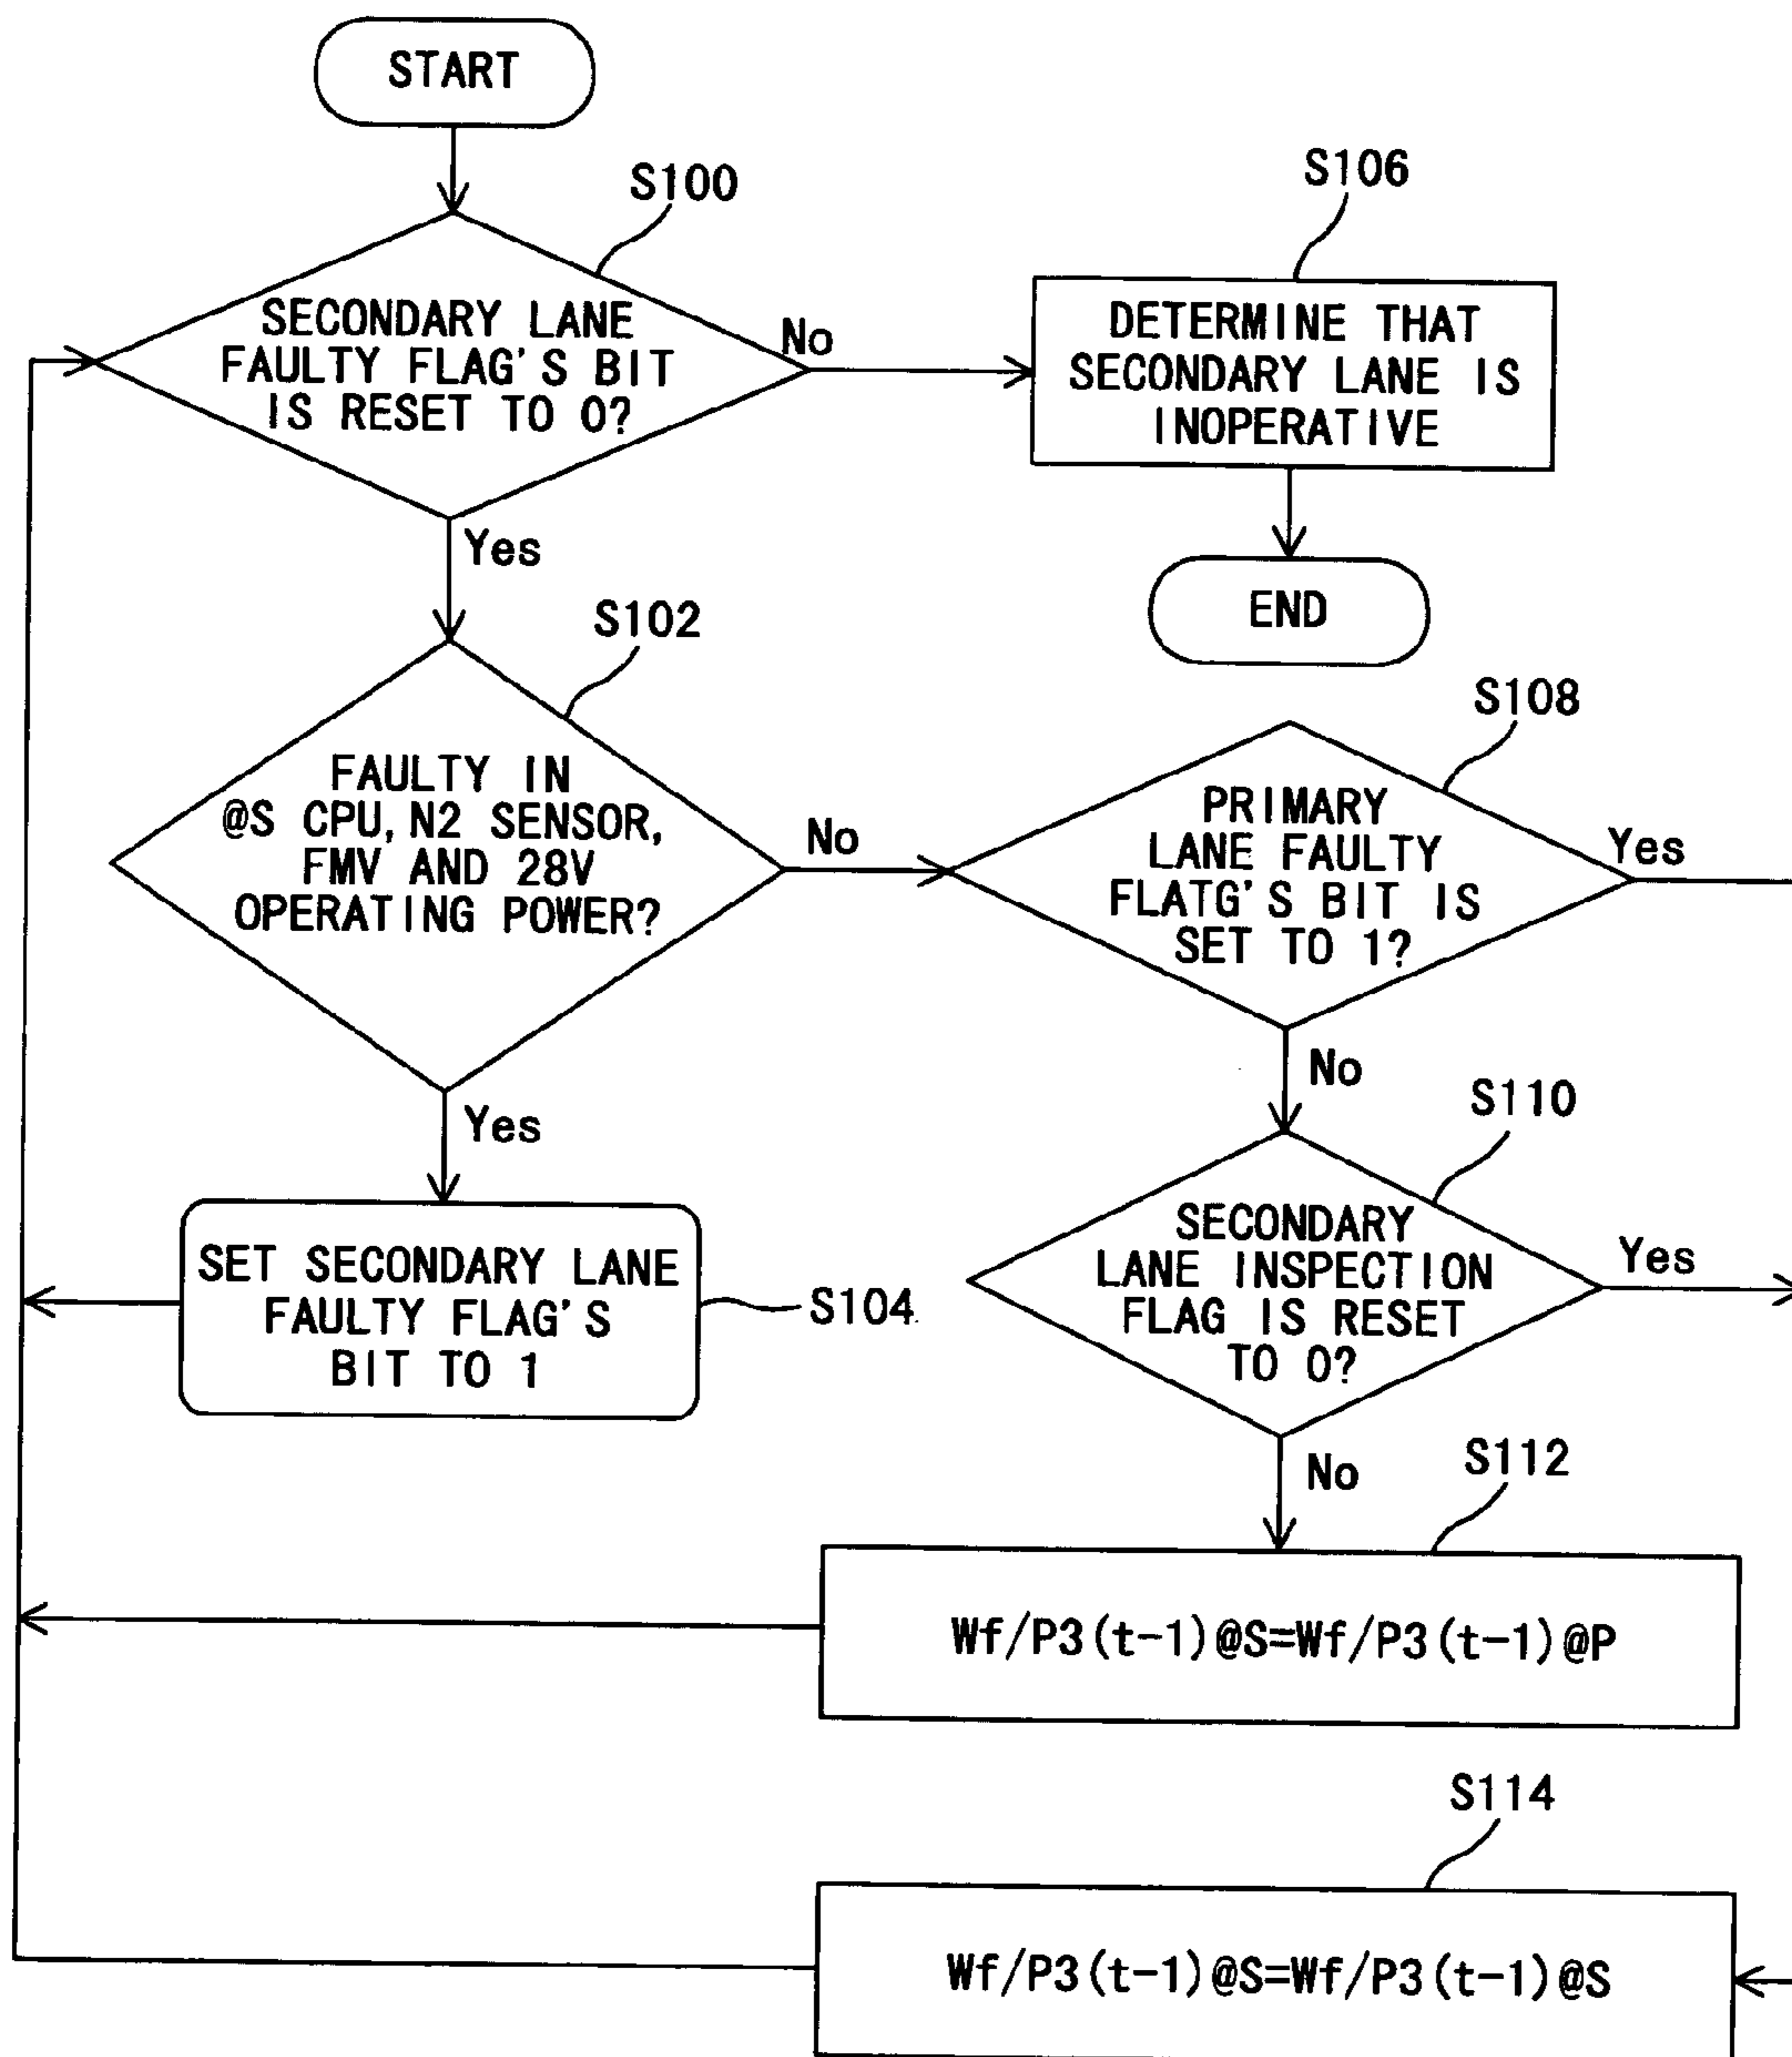 START
S100
SECONDARY LANE
FAULTY FLAG'S BIT
IS RESET TO 0?
No
Yes
S106
DETERMINE THAT
SECONDARY LANE IS
INOPERATIVE
END
S102
FAULTY IN
@S CPU, N2 SENSOR,
FMV AND 28V
OPERATING POWER?
No
Yes
S108
PRIMARY
LANE FAULTY
FLATG'S BIT IS
SET TO 1?
Yes
No
SET SECONDARY LANE
FAULTY FLAG'S
BIT TO 1
S104
S110
SECONDARY
LANE INSPECTION
FLAG IS RESET
TO 0?
Yes
No
S112
Wf/P3(t-1)@S=Wf/P3(t-1)@P
S114
Wf/P3(t-1)@S=Wf/P3(t-1)@S